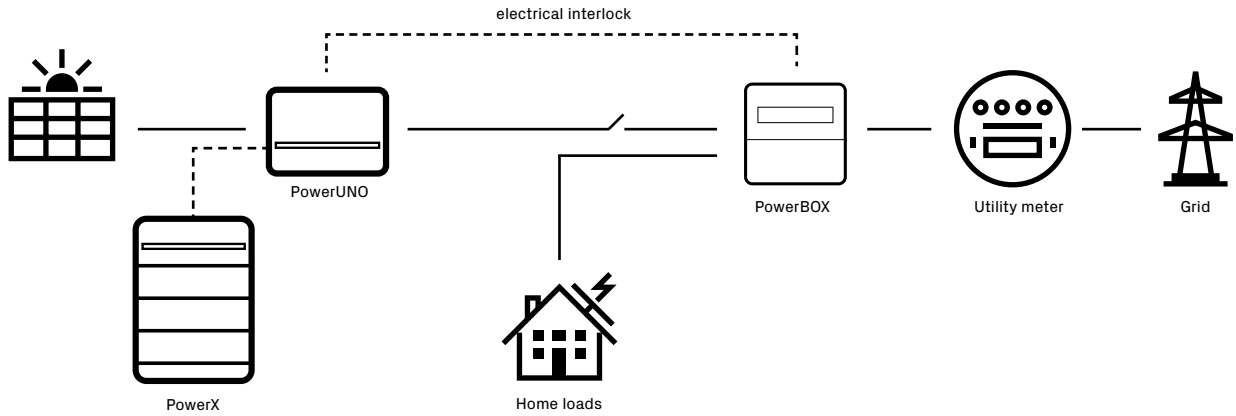 electrical interlock
PowerUNO
PowerBOX
Utility meter
Grid
PowerX
Home loads